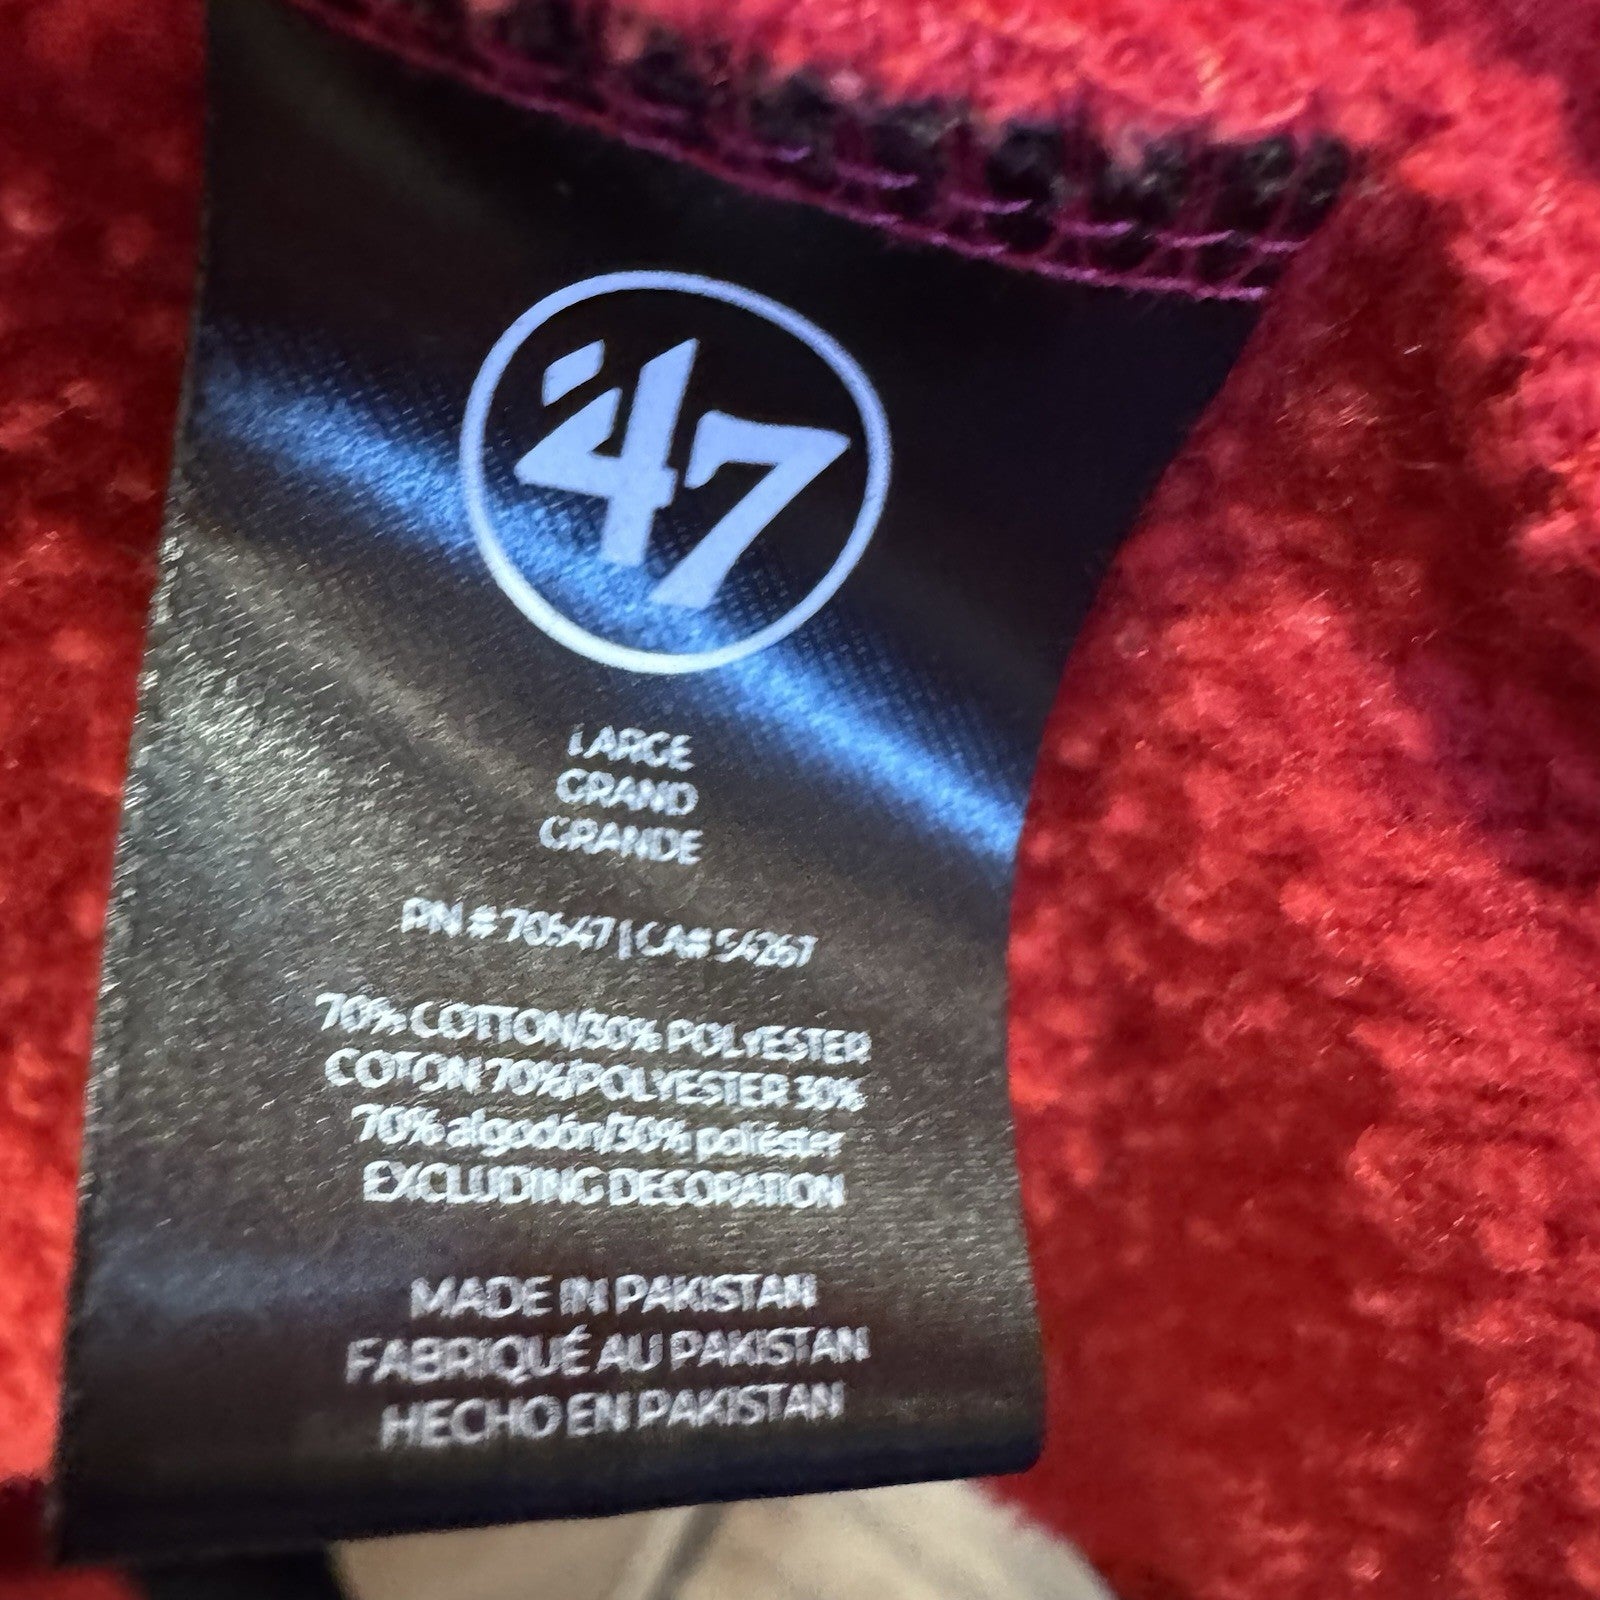 '47
LARGE
GRAND
GRANDE
RN # 70547 | CA# 54267
70% COTTON/30% POLYESTER
COTON 70%/POLYESTER 30%
70% algodón/30% poliéster
EXCLUDING DECORATION
MADE IN PAKISTAN
FABRIQUÉ AU PAKISTAN
HECHO EN PAKISTAN